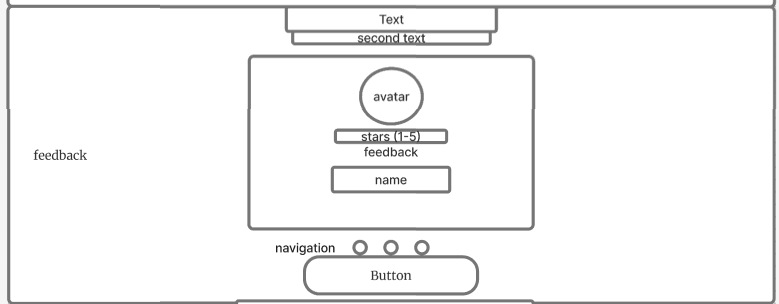 Text
second text
avatar
stars (1-5)
feedback
feedback
name
navigation
Button